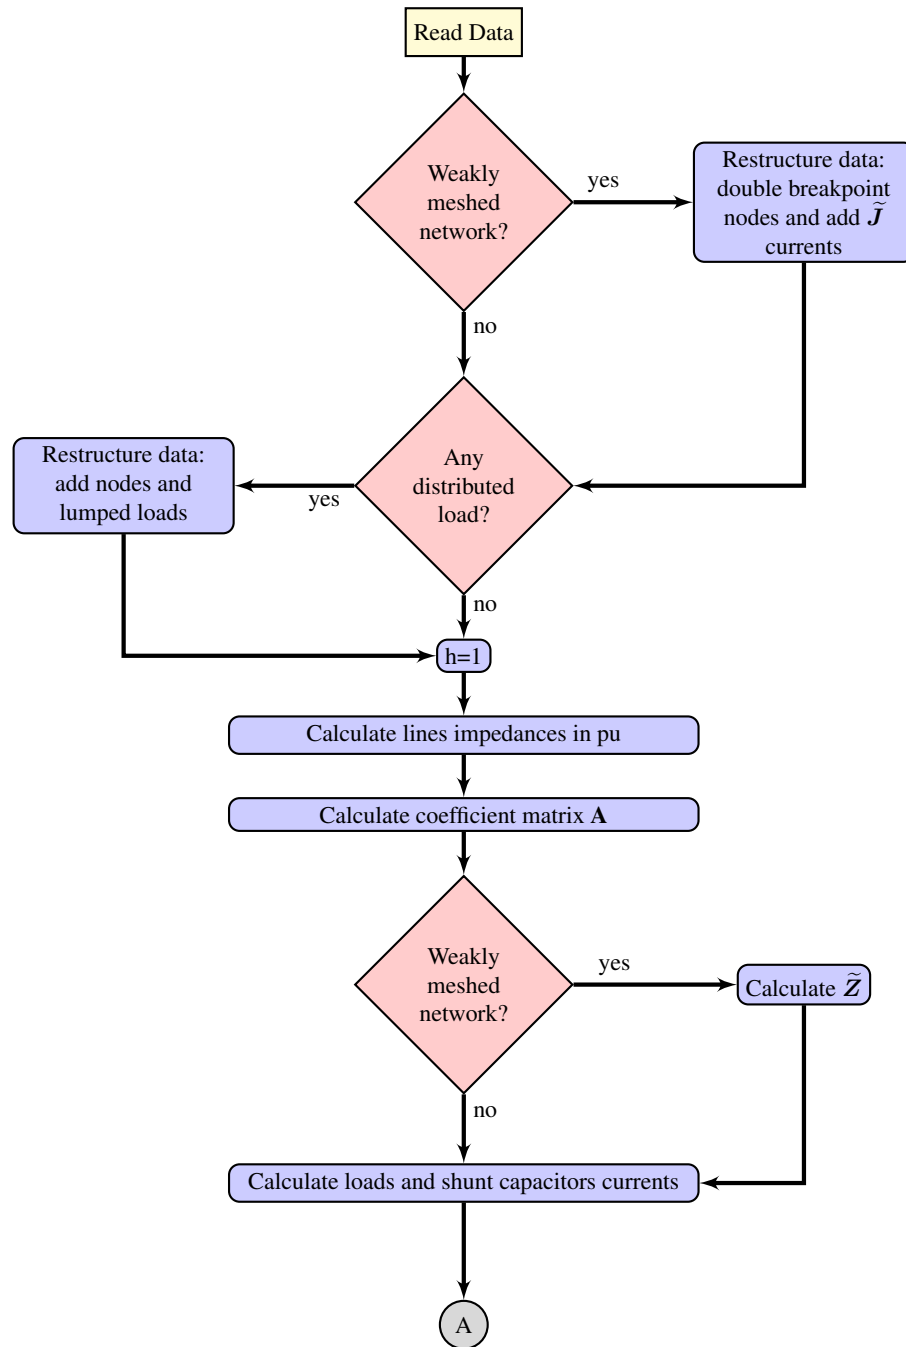 Read Data
Weakly
meshed
network?
yes
Restructure data:
double breakpoint
nodes and add J̃
currents
no
Any
distributed
load?
yes
Restructure data:
add nodes and
lumped loads
no
h=1
Calculate lines impedances in pu
Calculate coefficient matrix A
Weakly
meshed
network?
yes
Calculate Z̃
no
Calculate loads and shunt capacitors currents
A